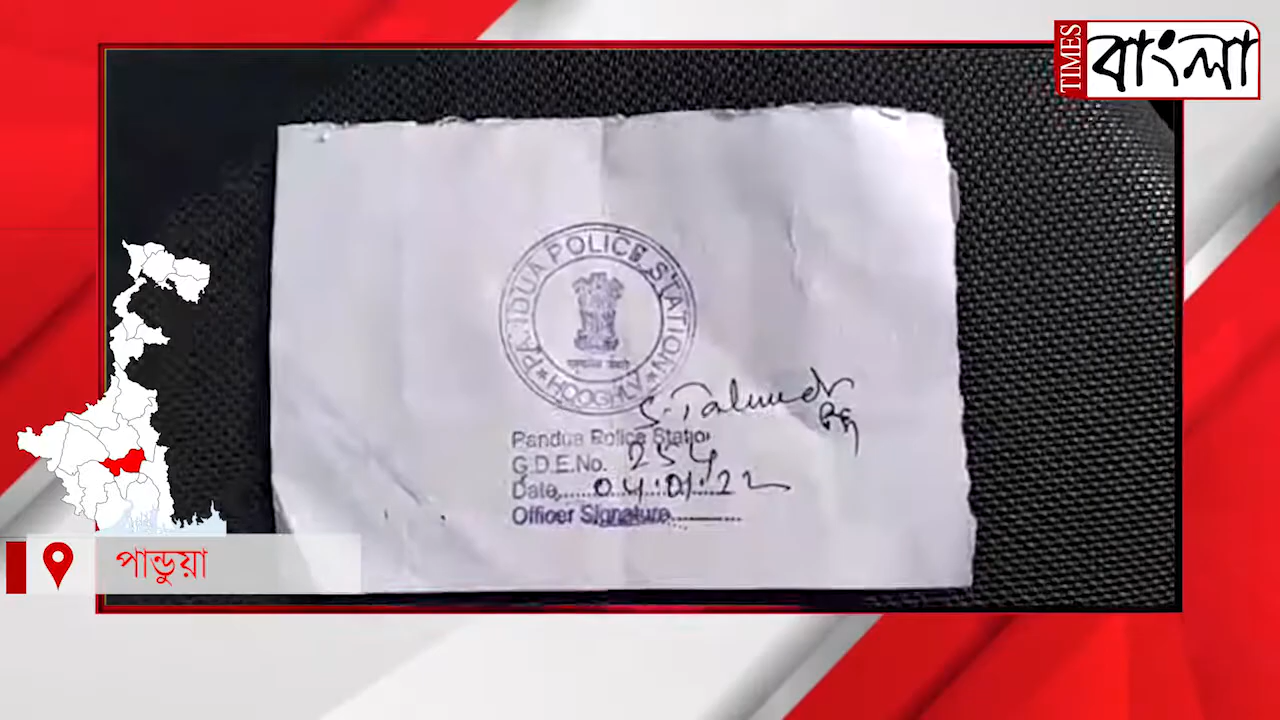 TIMES বাংলা
PANDUA POLICE STATION
★ HOOGHLY ★
Pandua Police Station
G.D.E.No. 254
Date,...... 04.01.22
Officer Signature............
পান্ডুয়া